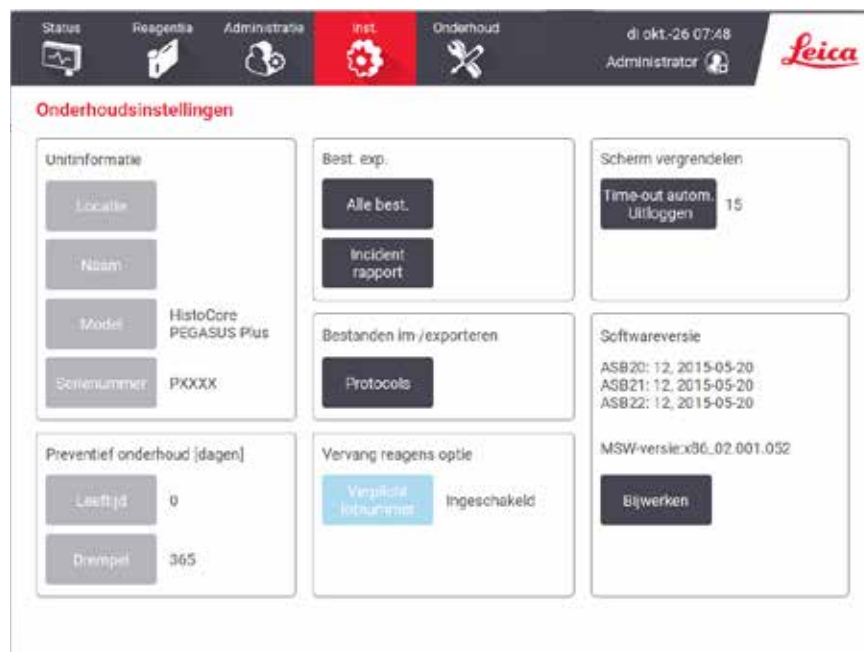 Status Reagentia Administratie Inst. Onderhoud
di okt.-26 07:48
Administrator
Leica
Onderhoudsinstellingen
Unitinformatie
Locatie
Naam
Model
HistoCore
PEGASUS Plus
Serienummer
PXXXX
Preventief onderhoud [dagen]
Leeftijd
0
Drempel
365
Best. exp.
Alle best.
Incident
rapport
Bestanden im-/exporteren
Protocols
Vervang reagens optie
Verplicht
lotnummer
Ingeschakeld
Scherm vergrendelen
Time-out autom.
Uitloggen
15
Softwareversie
ASB20: 12, 2015-05-20
ASB21: 12, 2015-05-20
ASB22: 12, 2015-05-20
MSW-versie:x86_02.001.052
Bijwerken